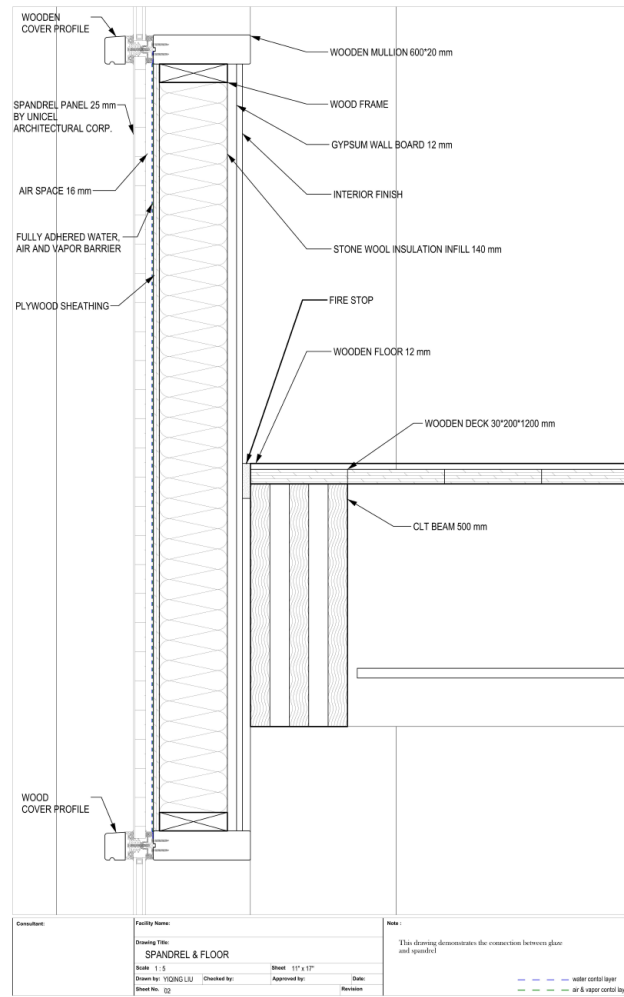 WOODEN
COVER PROFILE
WOODEN MULLION 600*20 mm
SPANDREL PANEL 25 mm
BY UNICEL
ARCHITECTURAL CORP.
WOOD FRAME
GYPSUM WALL BOARD 12 mm
AIR SPACE 16 mm
INTERIOR FINISH
FULLY ADHERED WATER,
AIR AND VAPOR BARRIER
STONE WOOL INSULATION INFILL 140 mm
PLYWOOD SHEATHING
FIRE STOP
WOODEN FLOOR 12 mm
WOODEN DECK 30*200*1200 mm
CLT BEAM 500 mm
WOOD
COVER PROFILE
Consultant:
Facility Name:
Drawing Title:
SPANDREL & FLOOR
Scale 1 : 5 Sheet 11" x 17"
Drawn by: YIQING LIU Checked by: Approved by: Date:
Sheet No. 02 Revision
Note :
This drawing demonstrates the connection between glaze
and spandrel
water contol layer
air & vapor contol lay